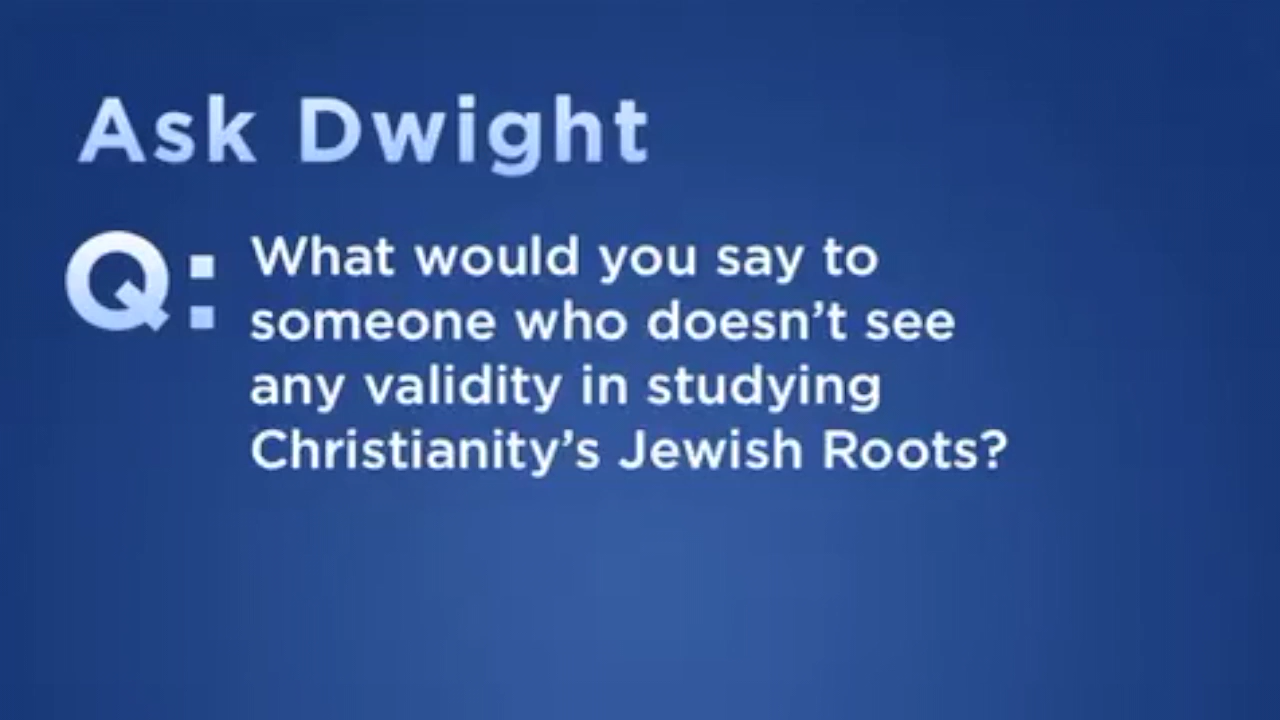 Ask Dwight
Q: What would you say to
someone who doesn’t see
any validity in studying
Christianity’s Jewish Roots?